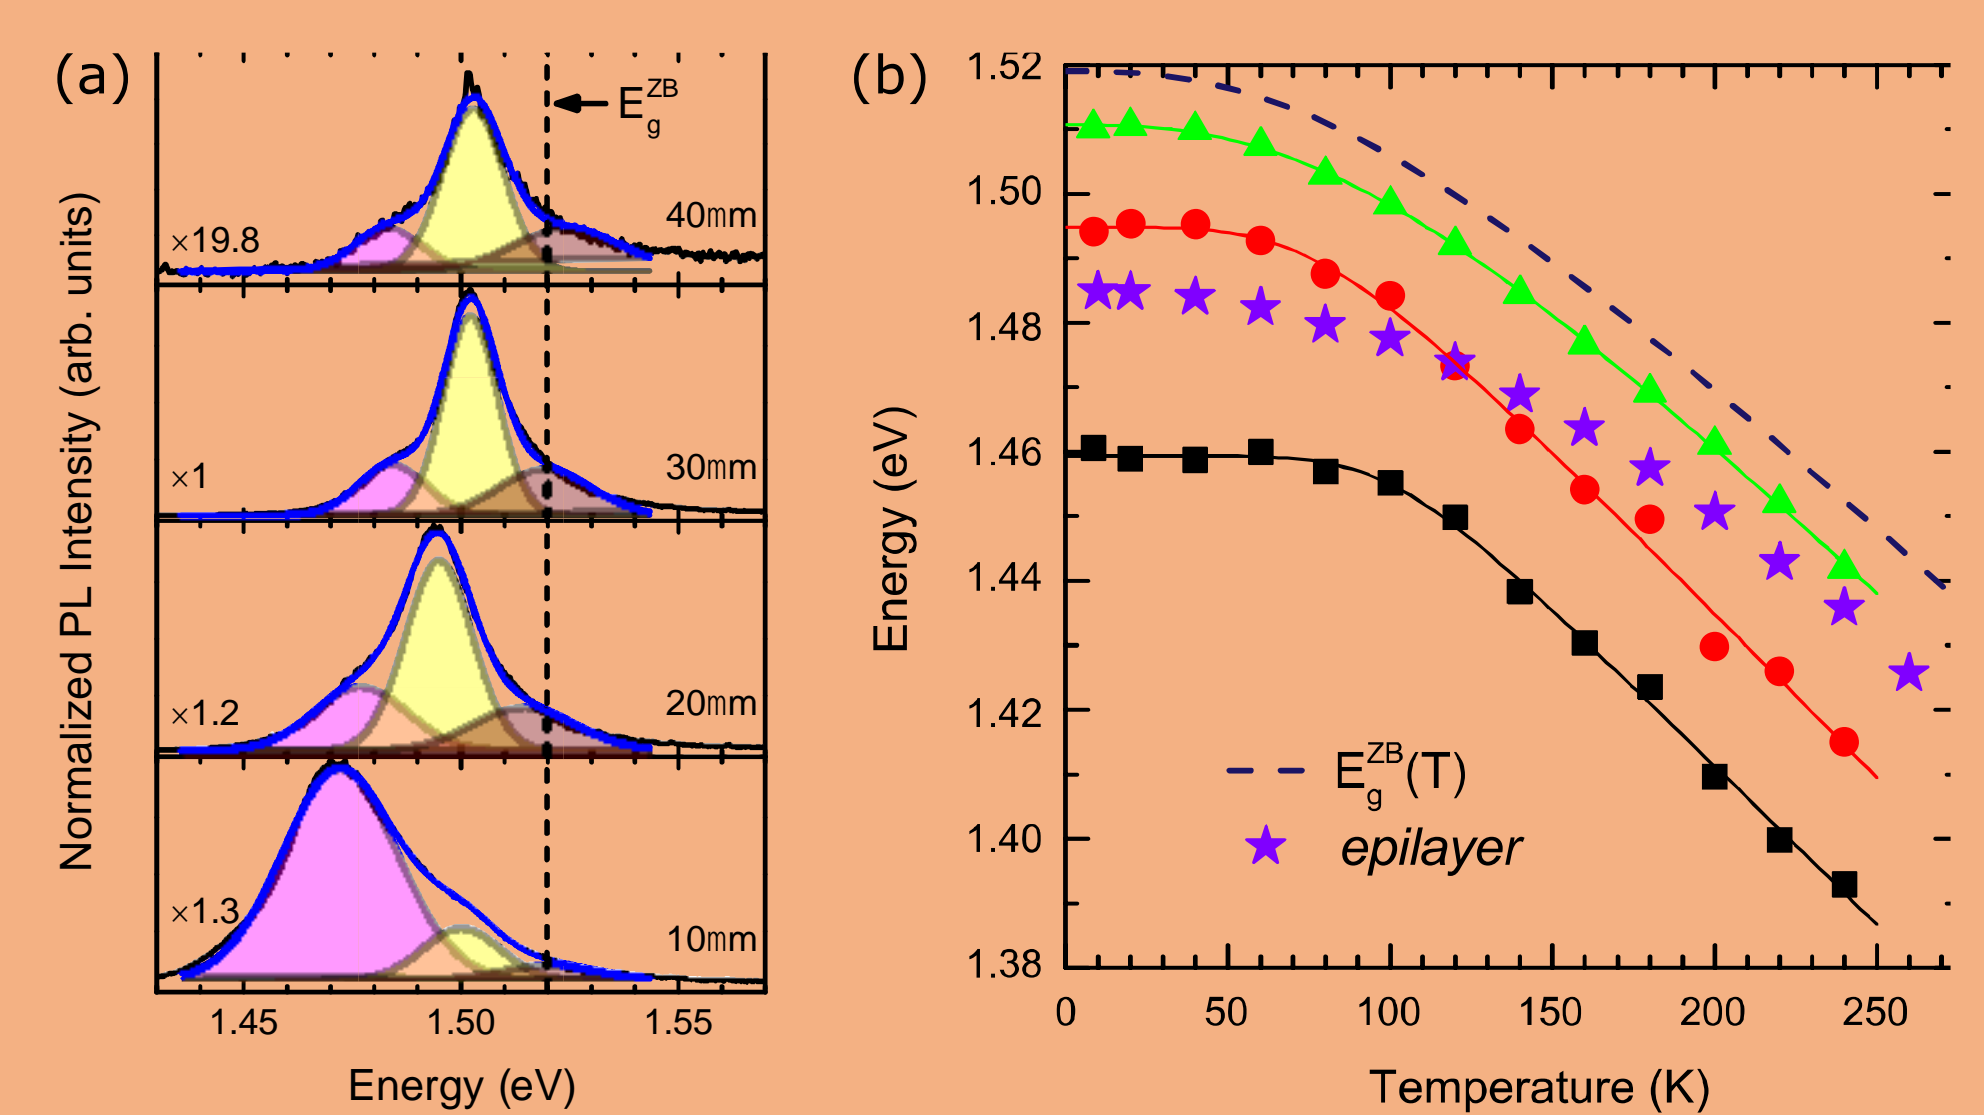 (a)
Normalized PL Intensity (arb. units)
E_g^ZB
×19.8
40mm
×1
30mm
×1.2
20mm
×1.3
10mm
1.45 1.50 1.55
Energy (eV)
(b)
Energy (eV)
1.52
1.50
1.48
1.46
1.44
1.42
1.40
1.38
E_g^ZB(T)
epilayer
0 50 100 150 200 250
Temperature (K)